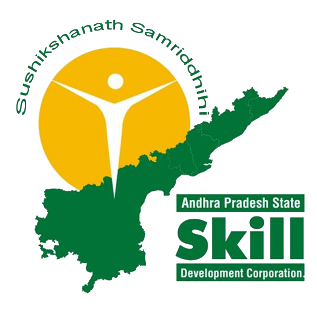 Sushikshanath Samriddhihi
Andhra Pradesh State
Skill
Development Corporation.